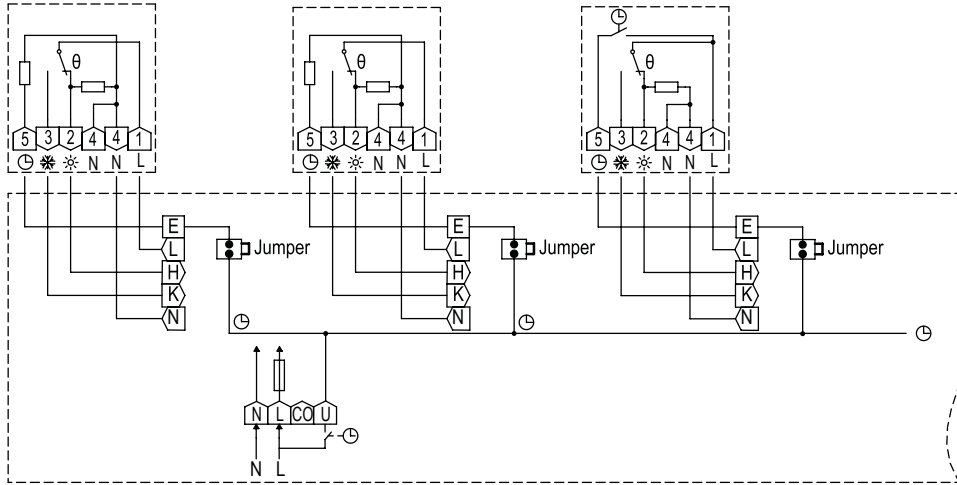 θ θ θ
5 3 2 4 4 1 5 3 2 4 4 1 5 3 2 4 4 1
N N L N N L N N L
E E E
L Jumper L Jumper L Jumper
H H H
K K K
N N N
N L CO U
N L